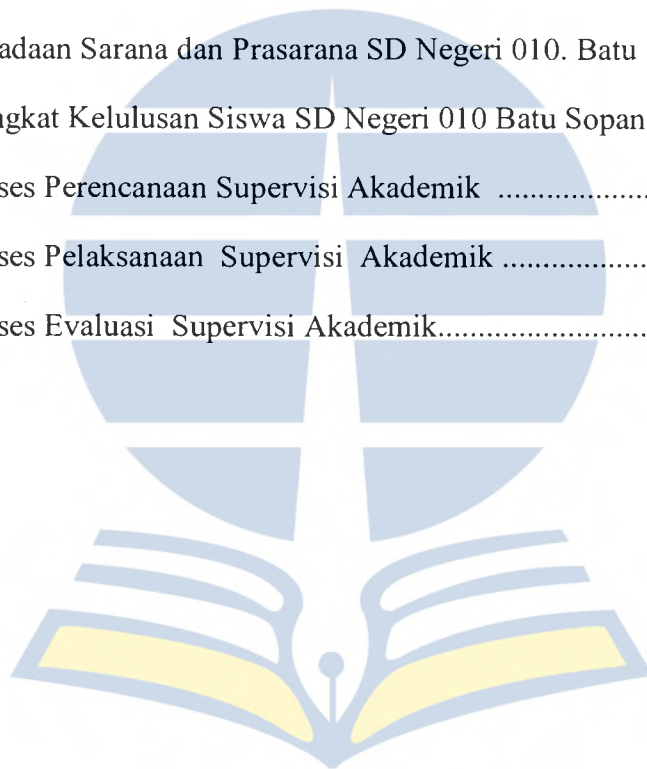 adaan Sarana dan Prasarana SD Negeri 010. Batu
ngkat Kelulusan Siswa SD Negeri 010 Batu Sopan
ses Perencanaan Supervisi Akademik ...................
ses Pelaksanaan Supervisi Akademik ..................
ses Evaluasi Supervisi Akademik..........................